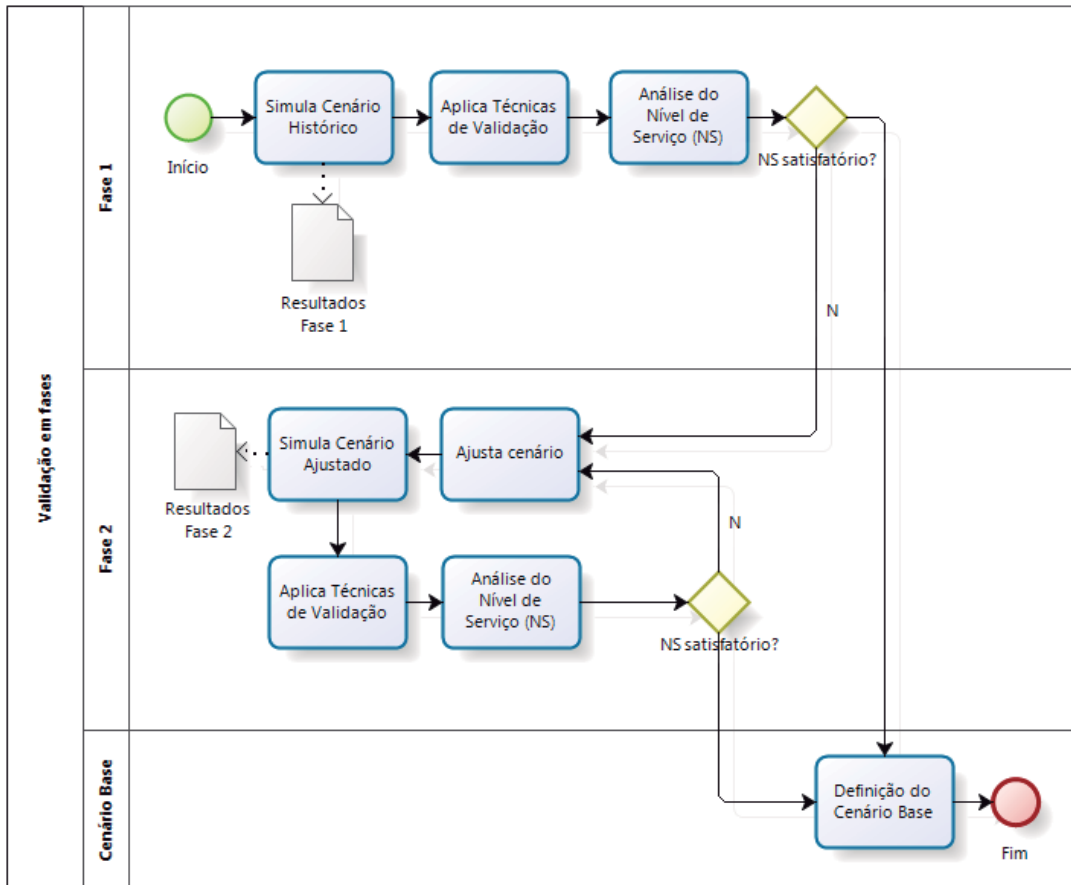 Validação em fases
Fase 1
Início
Simula Cenário
Histórico
Aplica Técnicas
de Validação
Análise do
Nível de
Serviço (NS)
NS satisfatório?
Resultados
Fase 1
N
Fase 2
Resultados
Fase 2
Simula Cenário
Ajustado
Ajusta cenário
N
Aplica Técnicas
de Validação
Análise do
Nível de
Serviço (NS)
NS satisfatório?
Cenário Base
Definição do
Cenário Base
Fim